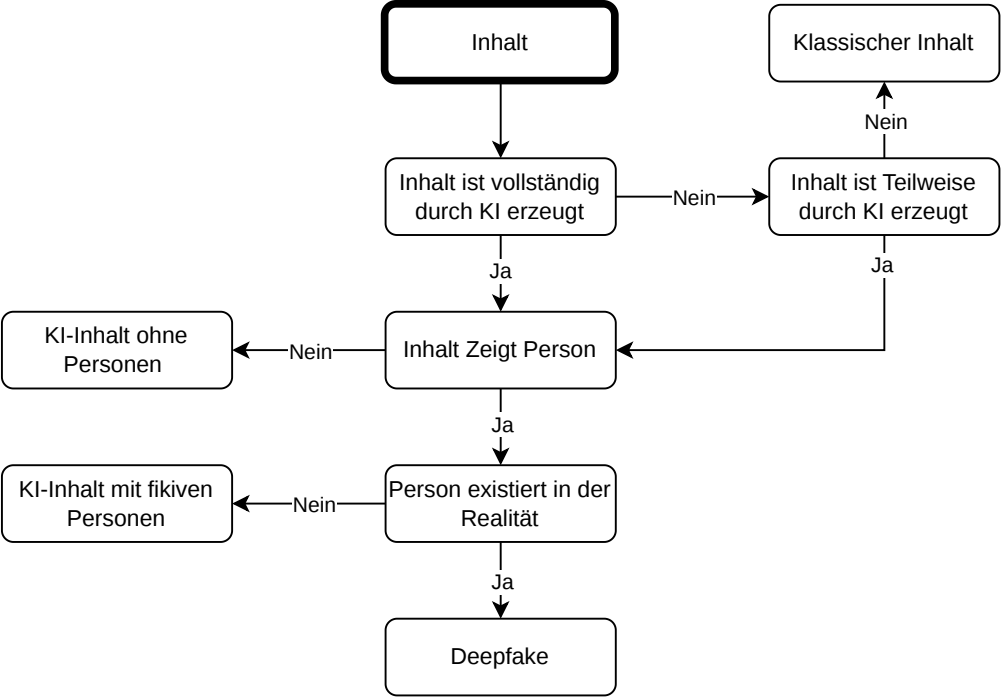 Inhalt
Klassischer Inhalt
Nein
Inhalt ist vollständig
durch KI erzeugt
Nein
Inhalt ist Teilweise
durch KI erzeugt
Ja
Ja
KI-Inhalt ohne
Personen
Nein
Inhalt Zeigt Person
Ja
KI-Inhalt mit fikiven
Personen
Nein
Person existiert in der
Realität
Ja
Deepfake